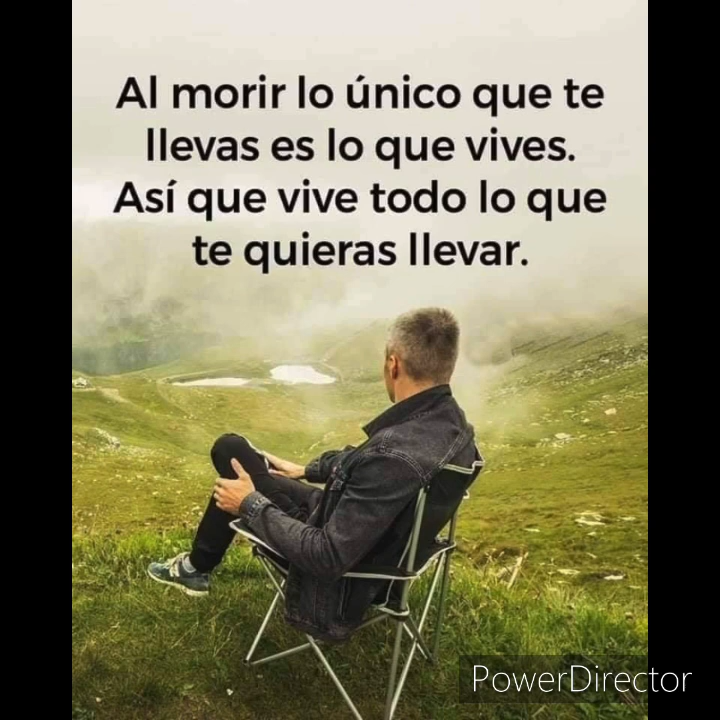 Al morir lo único que te
llevas es lo que vives.
Así que vive todo lo que
te quieras llevar.
PowerDirector